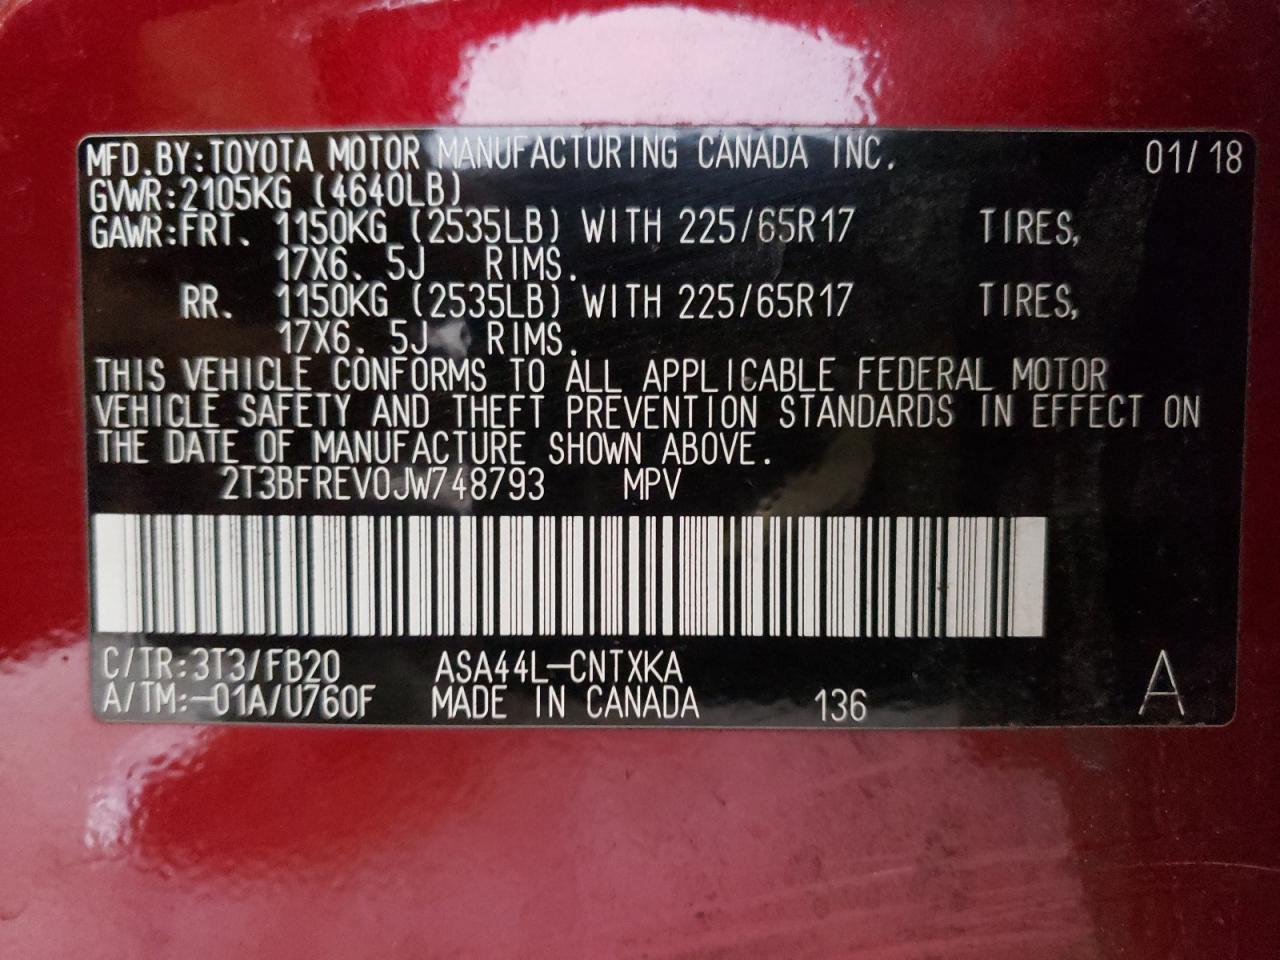 MFD.BY:TOYOTA MOTOR MANUFACTURING CANADA INC. 01/18
GVWR:2105KG (4640LB)
GAWR:FRT. 1150KG (2535LB) WITH 225/65R17 TIRES,
17X6.5J RIMS.
RR. 1150KG (2535LB) WITH 225/65R17 TIRES,
17X6.5J RIMS.
THIS VEHICLE CONFORMS TO ALL APPLICABLE FEDERAL MOTOR
VEHICLE SAFETY AND THEFT PREVENTION STANDARDS IN EFFECT ON
THE DATE OF MANUFACTURE SHOWN ABOVE.
2T3BFREV0JW748793 MPV
C/TR:3T3/FB20 ASA44L-CNTXKA
A/TM:-01A/U760F MADE IN CANADA 136 A